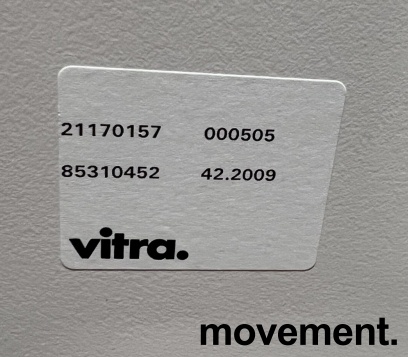 21170157 000505
85310452 42.2009
vitra.
movement.